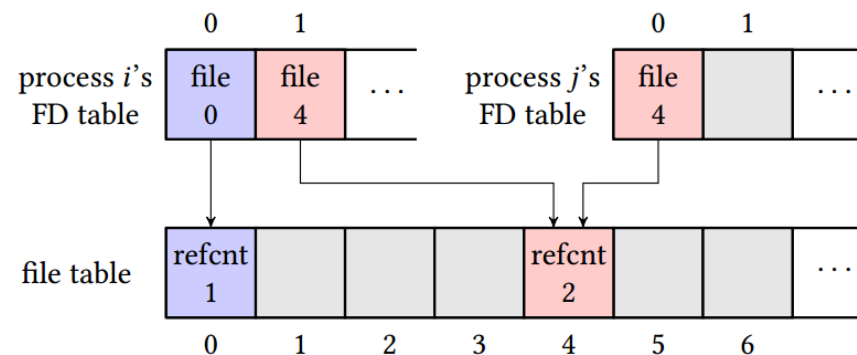 0 1 0 1
process i's file file ... process j's file ...
FD table 0 4 FD table 4
file table refcnt refcnt ...
1 2
0 1 2 3 4 5 6